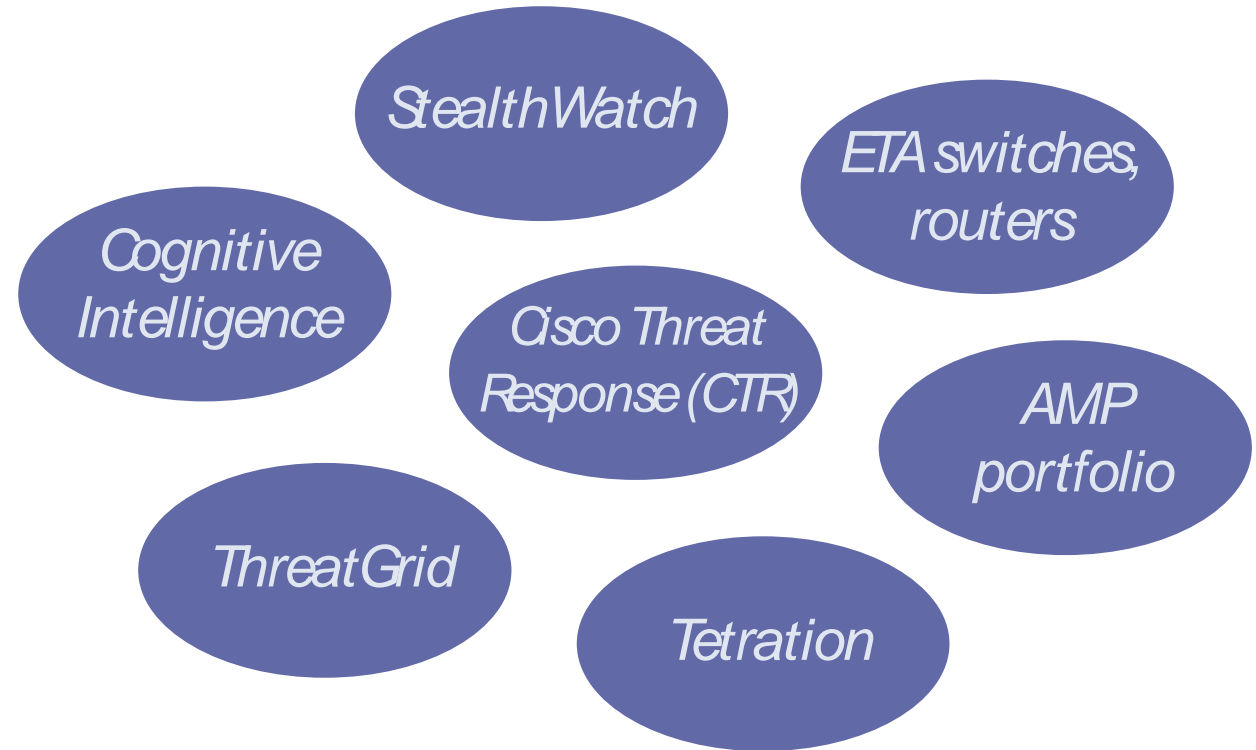 StealthWatch
ETA switches,
routers
Cognitive
Intelligence
Cisco Threat
Response (CTR)
AMP
portfolio
ThreatGrid
Tetration